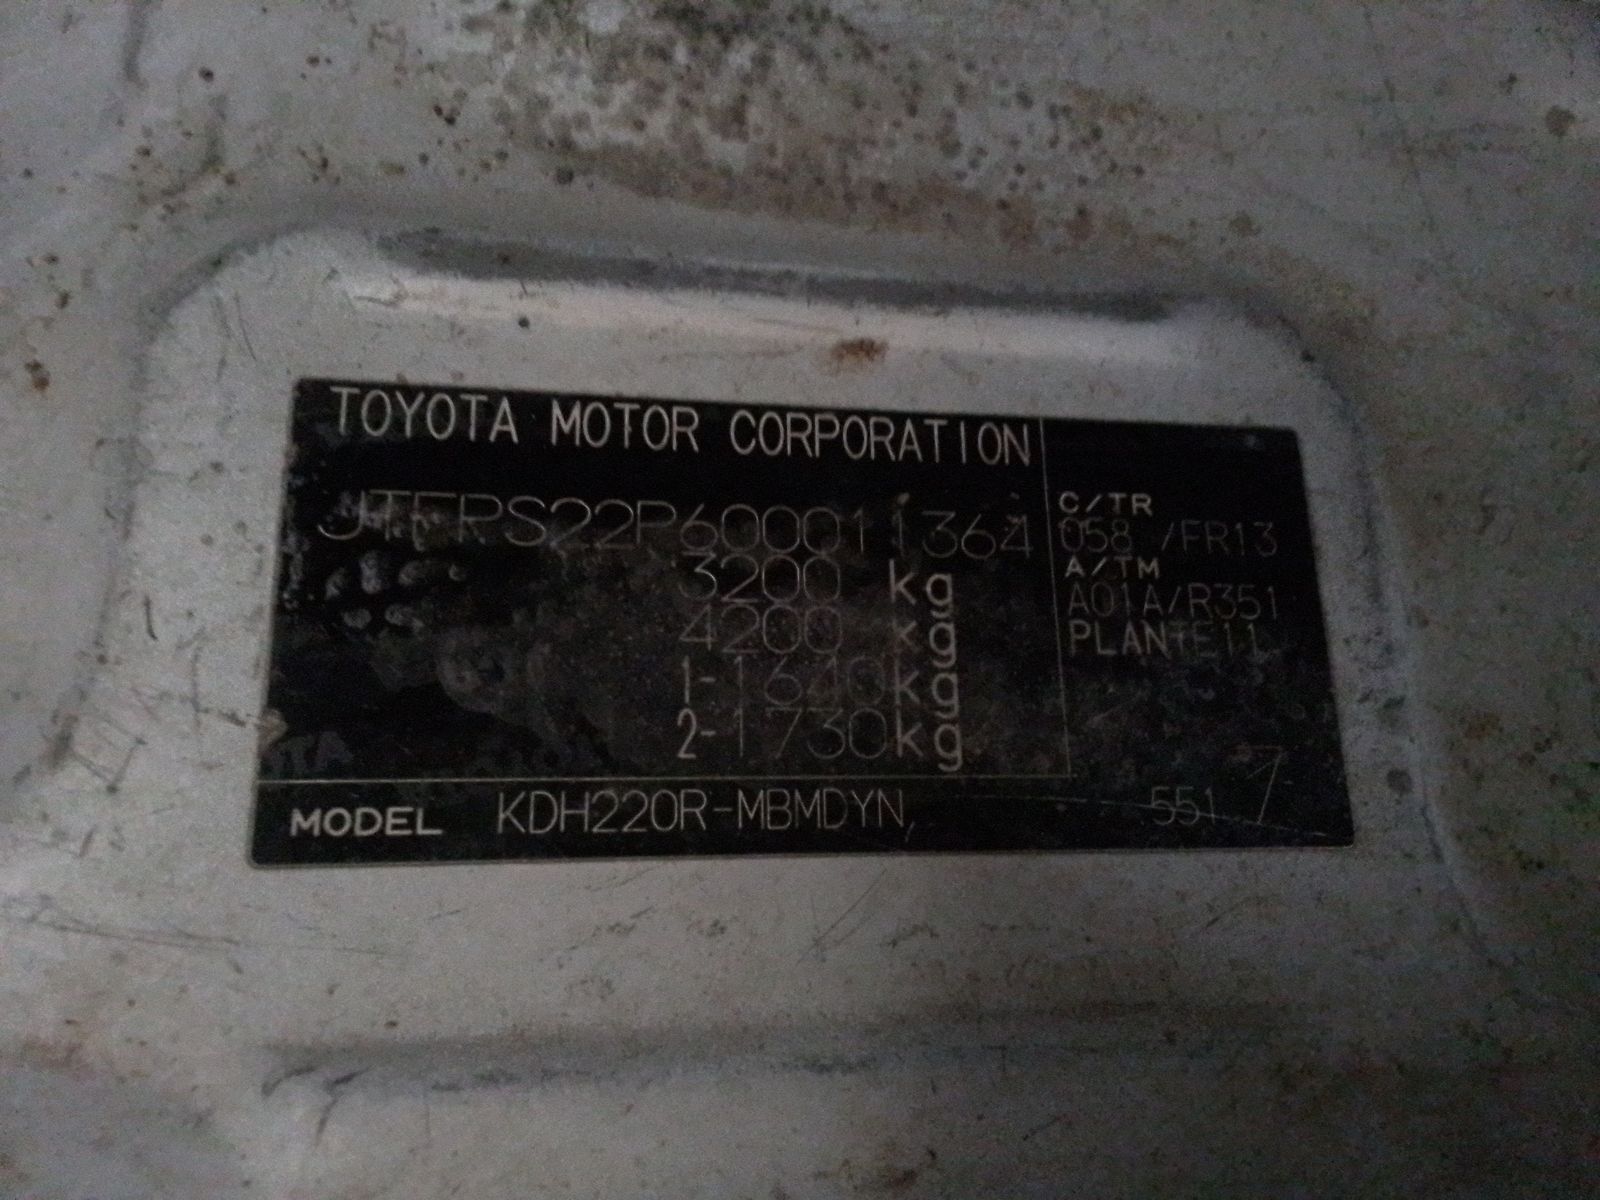 TOYOTA MOTOR CORPORATION
JTFRS22P600011364
3200 kg
4200 kg
1-1640kg
2-1730kg
C/TR
058 /FR13
A/TM
A01A/R351
PLANTE11
MODEL KDH220R-MBMDYN 551